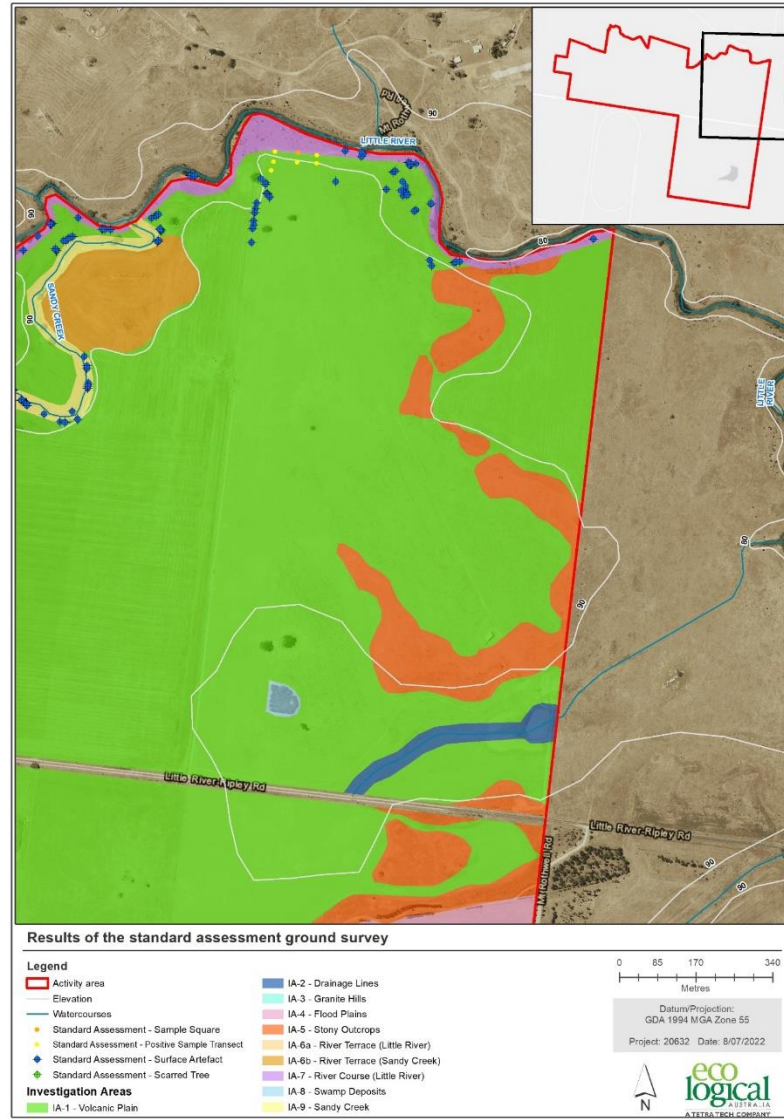 90
Mt Rothwell Rd
LITTLE RIVER
90
80
SANDY CREEK
90
LITTLE
RIVER
80
90
Little River-Ripley Rd
Little River-Ripley Rd
Mt Rothwell Rd
90
90
Results of the standard assessment ground survey
Legend
Activity area
Elevation
Watercourses
Standard Assessment - Sample Square
Standard Assessment - Positive Sample Transect
Standard Assessment - Surface Artefact
Standard Assessment - Scarred Tree
Investigation Areas
IA-1 - Volcanic Plain
IA-2 - Drainage Lines
IA-3 - Granite Hills
IA-4 - Flood Plains
IA-5 - Stony Outcrops
IA-6a - River Terrace (Little River)
IA-6b - River Terrace (Sandy Creek)
IA-7 - River Course (Little River)
IA-8 - Swamp Deposits
IA-9 - Sandy Creek
0 85 170 340
Metres
Datum/Projection:
GDA 1994 MGA Zone 55
Project: 20632 Date: 8/07/2022
N
eco
logical
AUSTRALIA
A TETRA TECH COMPANY